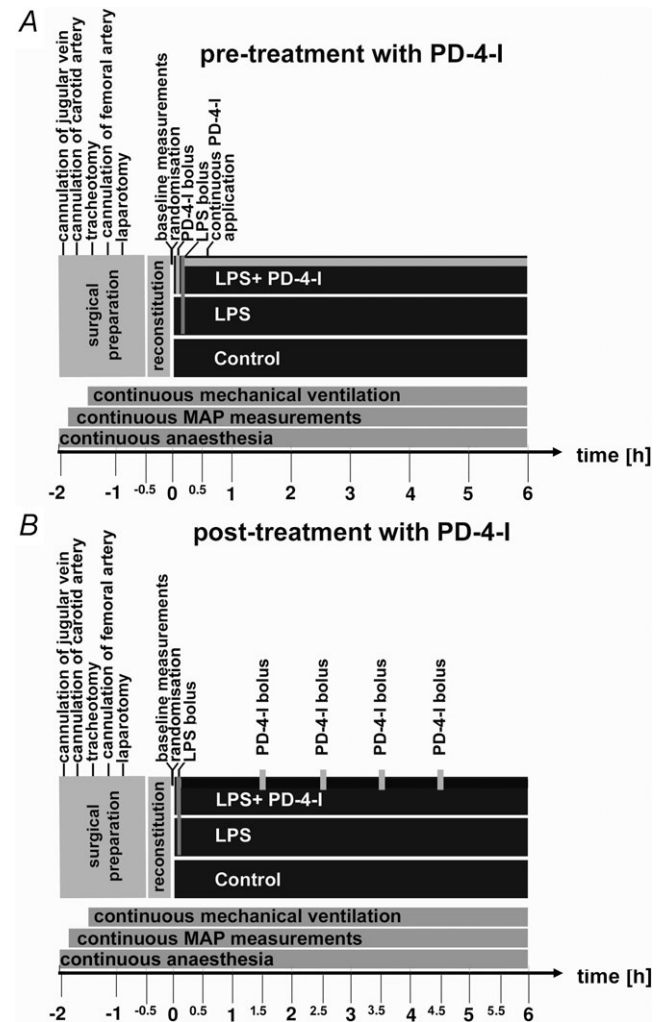 A
pre-treatment with PD-4-I
cannulation of jugular vein
cannulation of carotid artery
tracheotomy
cannulation of femoral artery
laparotomy
baseline measurements
randomisation
PD-4-I bolus
LPS bolus
continuous PD-4-I
application
surgical
preparation
reconstitution
LPS+ PD-4-I
LPS
Control
continuous mechanical ventilation
continuous MAP measurements
continuous anaesthesia
time [h]
-2 -1 -0.5 0 0.5 1 2 3 4 5 6
B
post-treatment with PD-4-I
cannulation of jugular vein
cannulation of carotid artery
tracheotomy
cannulation of femoral artery
laparotomy
baseline measurements
randomisation
LPS bolus
PD-4-I bolus
PD-4-I bolus
PD-4-I bolus
PD-4-I bolus
surgical
preparation
reconstitution
LPS+ PD-4-I
LPS
Control
continuous mechanical ventilation
continuous MAP measurements
continuous anaesthesia
time [h]
-2 -1 -0.5 0 0.5 1 1.5 2 2.5 3 3.5 4 4.5 5 5.5 6